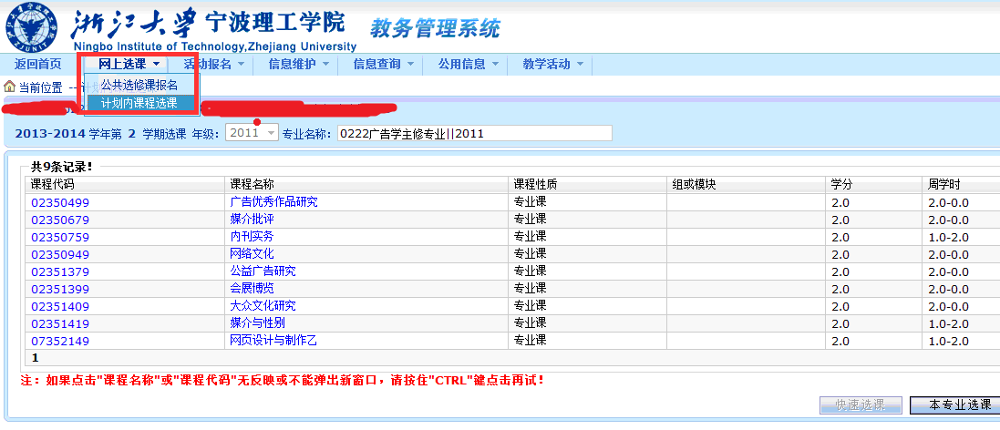 浙江大学宁波理工学院 教务管理系统
Ningbo Institute of Technology,Zhejiang University
ZJUNIT
返回首页 网上选课 活动报名 信息维护 信息查询 公用信息 教学活动
当前位置 --
公共选修课报名
计划内课程选课
2013-2014 学年第 2 学期选课 年级: 2011 专业名称: 0222广告学主修专业||2011
共9条记录!
课程代码 课程名称 课程性质 组或模块 学分 周学时
02350499 广告优秀作品研究 专业课 2.0 2.0-0.0
02350679 媒介批评 专业课 2.0 2.0-0.0
02350759 内刊实务 专业课 2.0 1.0-2.0
02350949 网络文化 专业课 2.0 2.0-0.0
02351379 公益广告研究 专业课 2.0 2.0-0.0
02351399 会展博览 专业课 2.0 2.0-0.0
02351409 大众文化研究 专业课 2.0 2.0-0.0
02351419 媒介与性别 专业课 2.0 1.0-2.0
07352149 网页设计与制作乙 专业课 2.0 1.0-2.0
1
注: 如果点击"课程名称"或"课程代码"无反映或不能弹出新窗口，请按住"CTRL"键点击再试!
快速选课 本专业选课